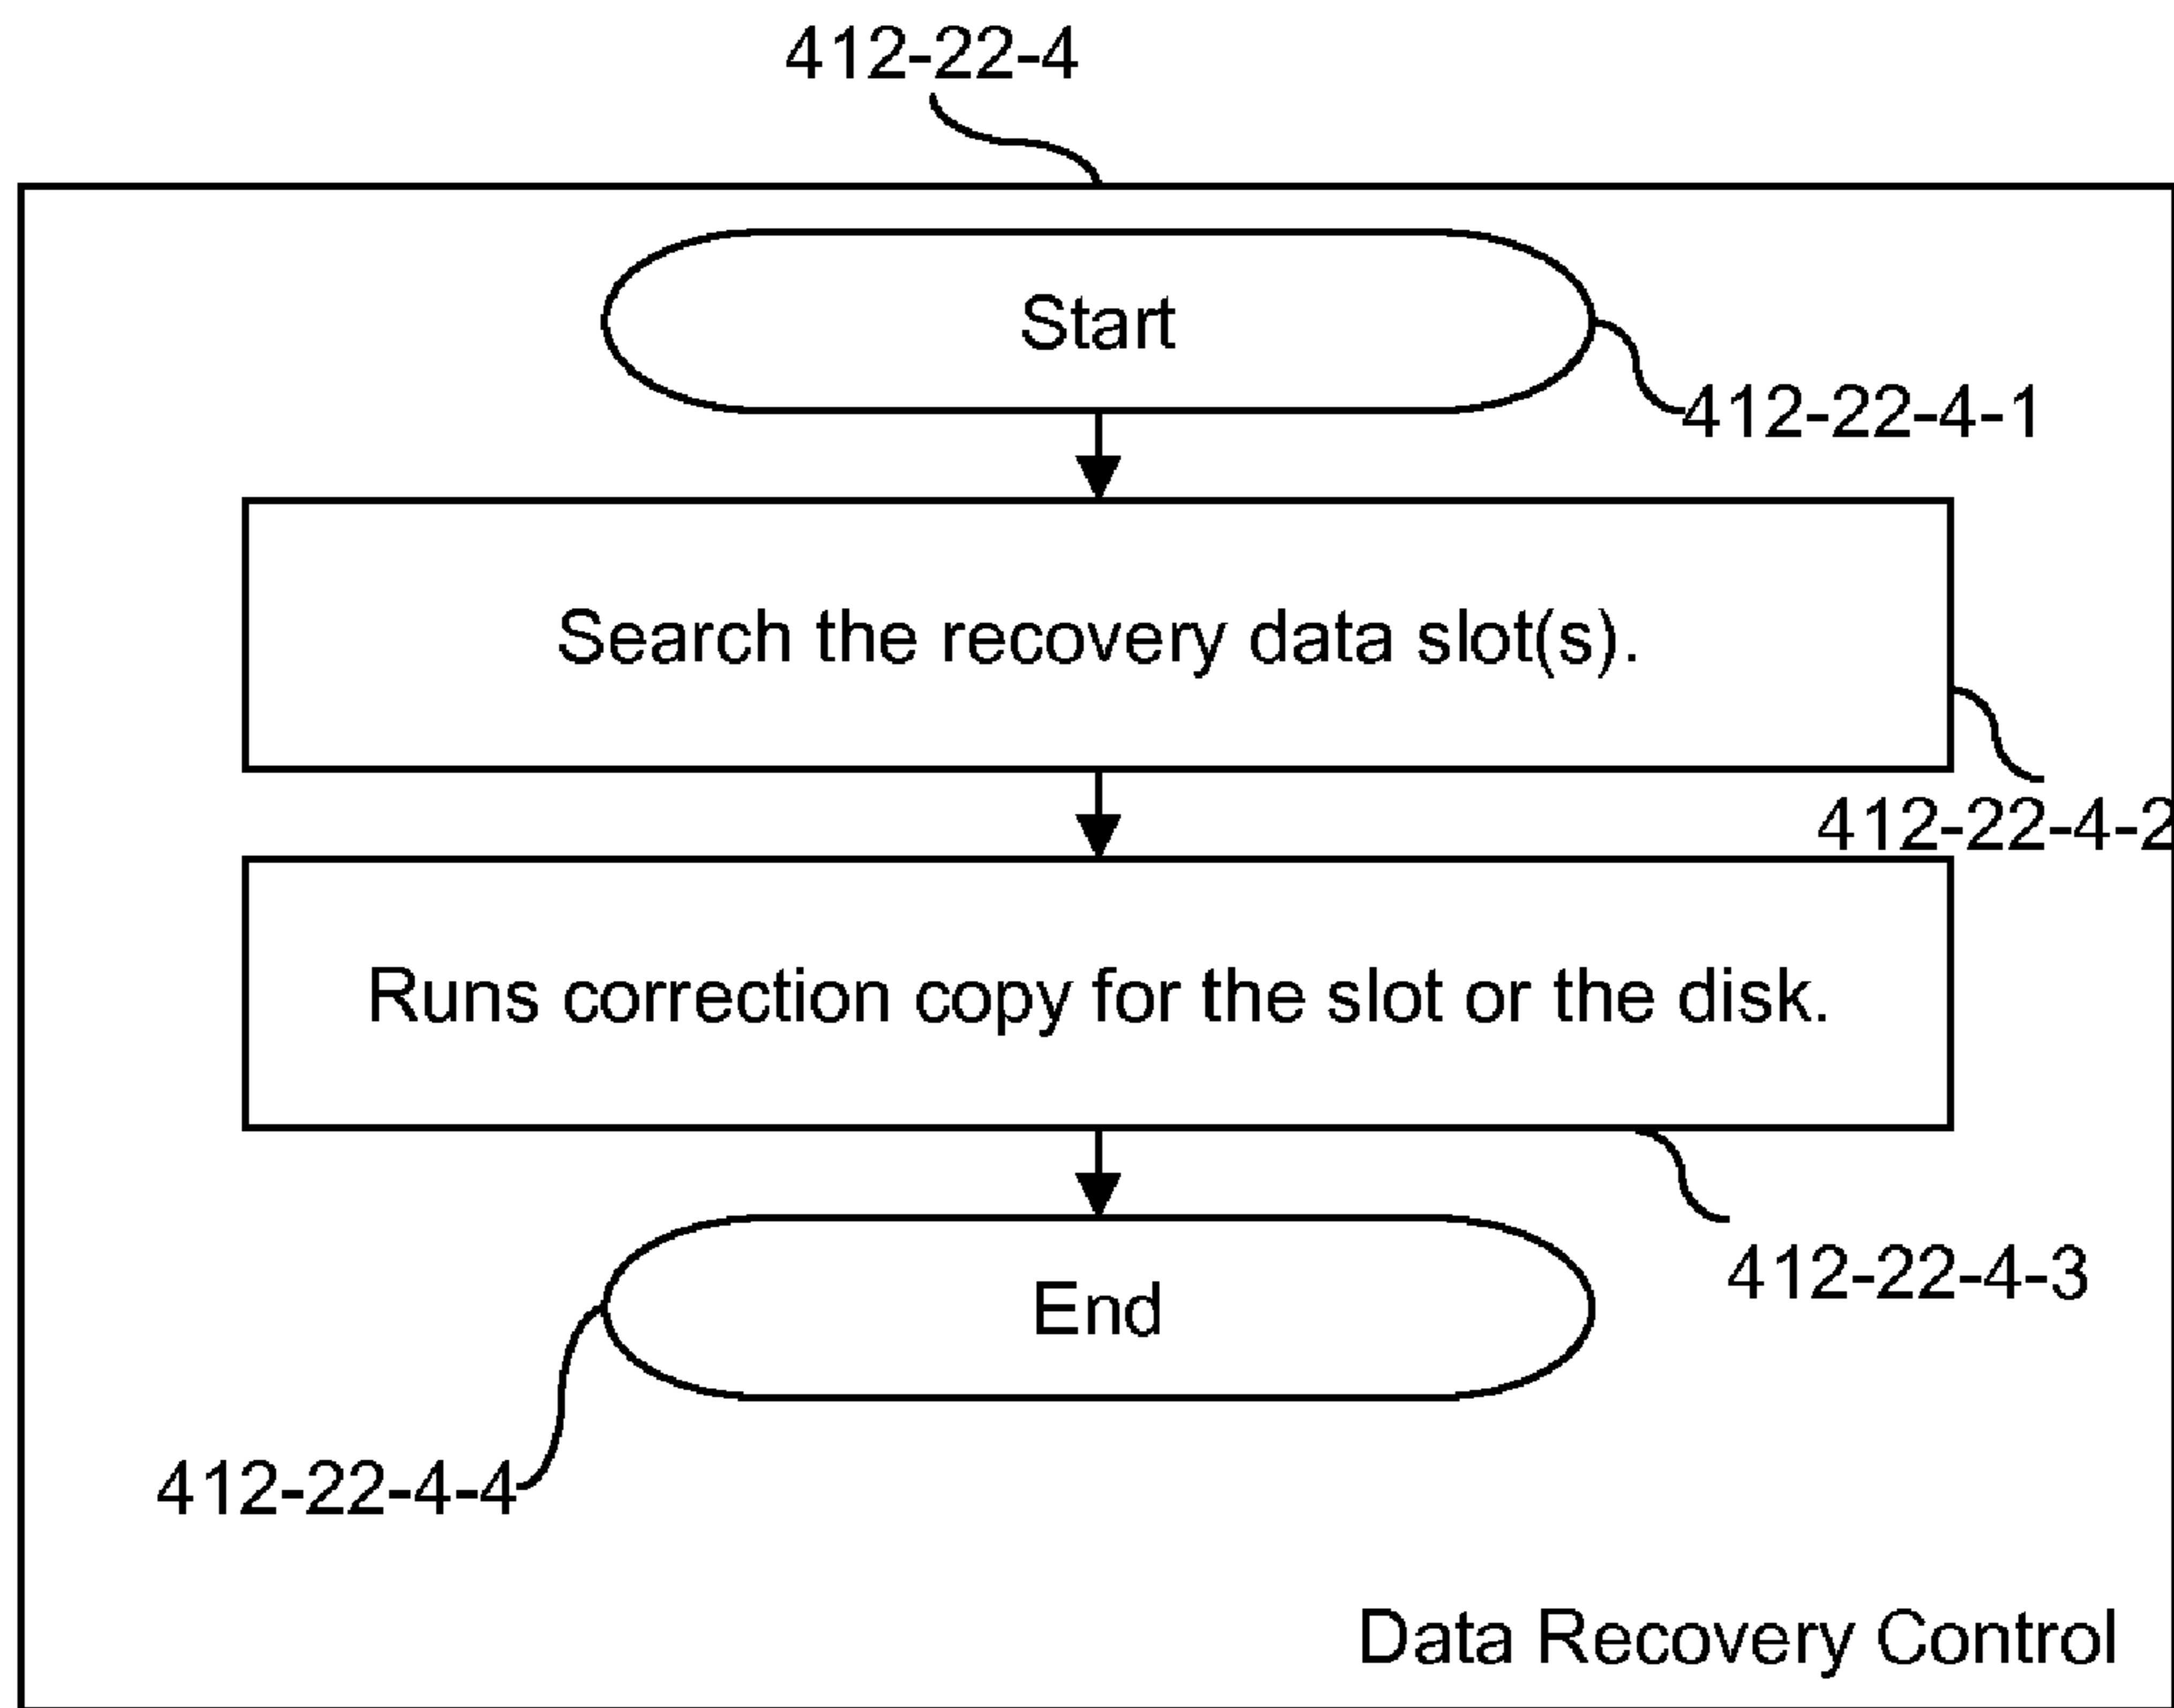 412-22-4
Start
412-22-4-1
Search the recovery data slot(s).
412-22-4-2
Runs correction copy for the slot or the disk.
412-22-4-3
End
412-22-4-4
Data Recovery Control